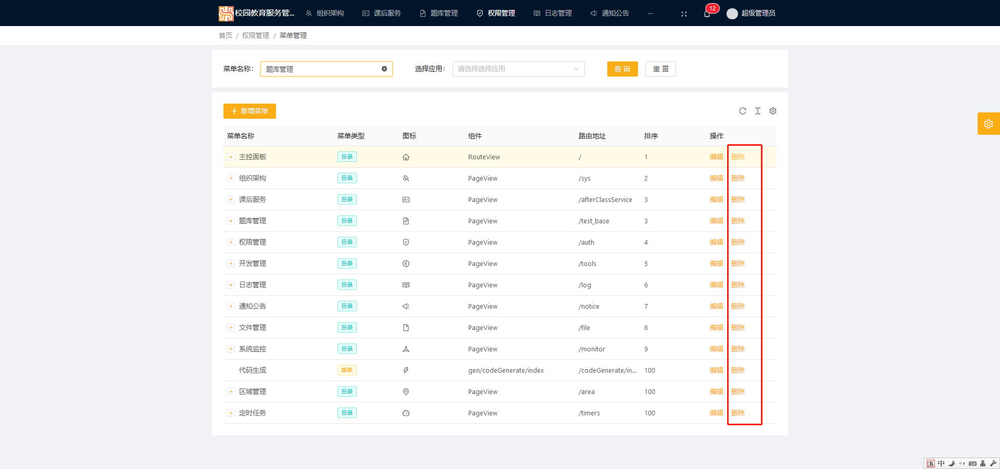 校园教育服务管... 组织架构 课后服务 题库管理 权限管理 日志管理 通知公告 ... 12 超级管理员
首页 / 权限管理 / 菜单管理
菜单名称: 题库管理 选择应用: 请选择选择应用 查 询 重 置
新增菜单
菜单名称 菜单类型 图标 组件 路由地址 排序 操作
主控面板 目录 RouteView / 1 编辑 删除
组织架构 目录 PageView /sys 2 编辑 删除
课后服务 目录 PageView /afterClassService 3 编辑 删除
题库管理 目录 PageView /test_base 3 编辑 删除
权限管理 目录 PageView /auth 4 编辑 删除
开发管理 目录 PageView /tools 5 编辑 删除
日志管理 目录 PageView /log 6 编辑 删除
通知公告 目录 PageView /notice 7 编辑 删除
文件管理 目录 PageView /file 8 编辑 删除
系统监控 目录 PageView /monitor 9 编辑 删除
代码生成 菜单 gen/codeGenerate/index /codeGenerate/in... 100 编辑 删除
区域管理 目录 PageView /area 100 编辑 删除
定时任务 目录 PageView /timers 100 编辑 删除
五 中